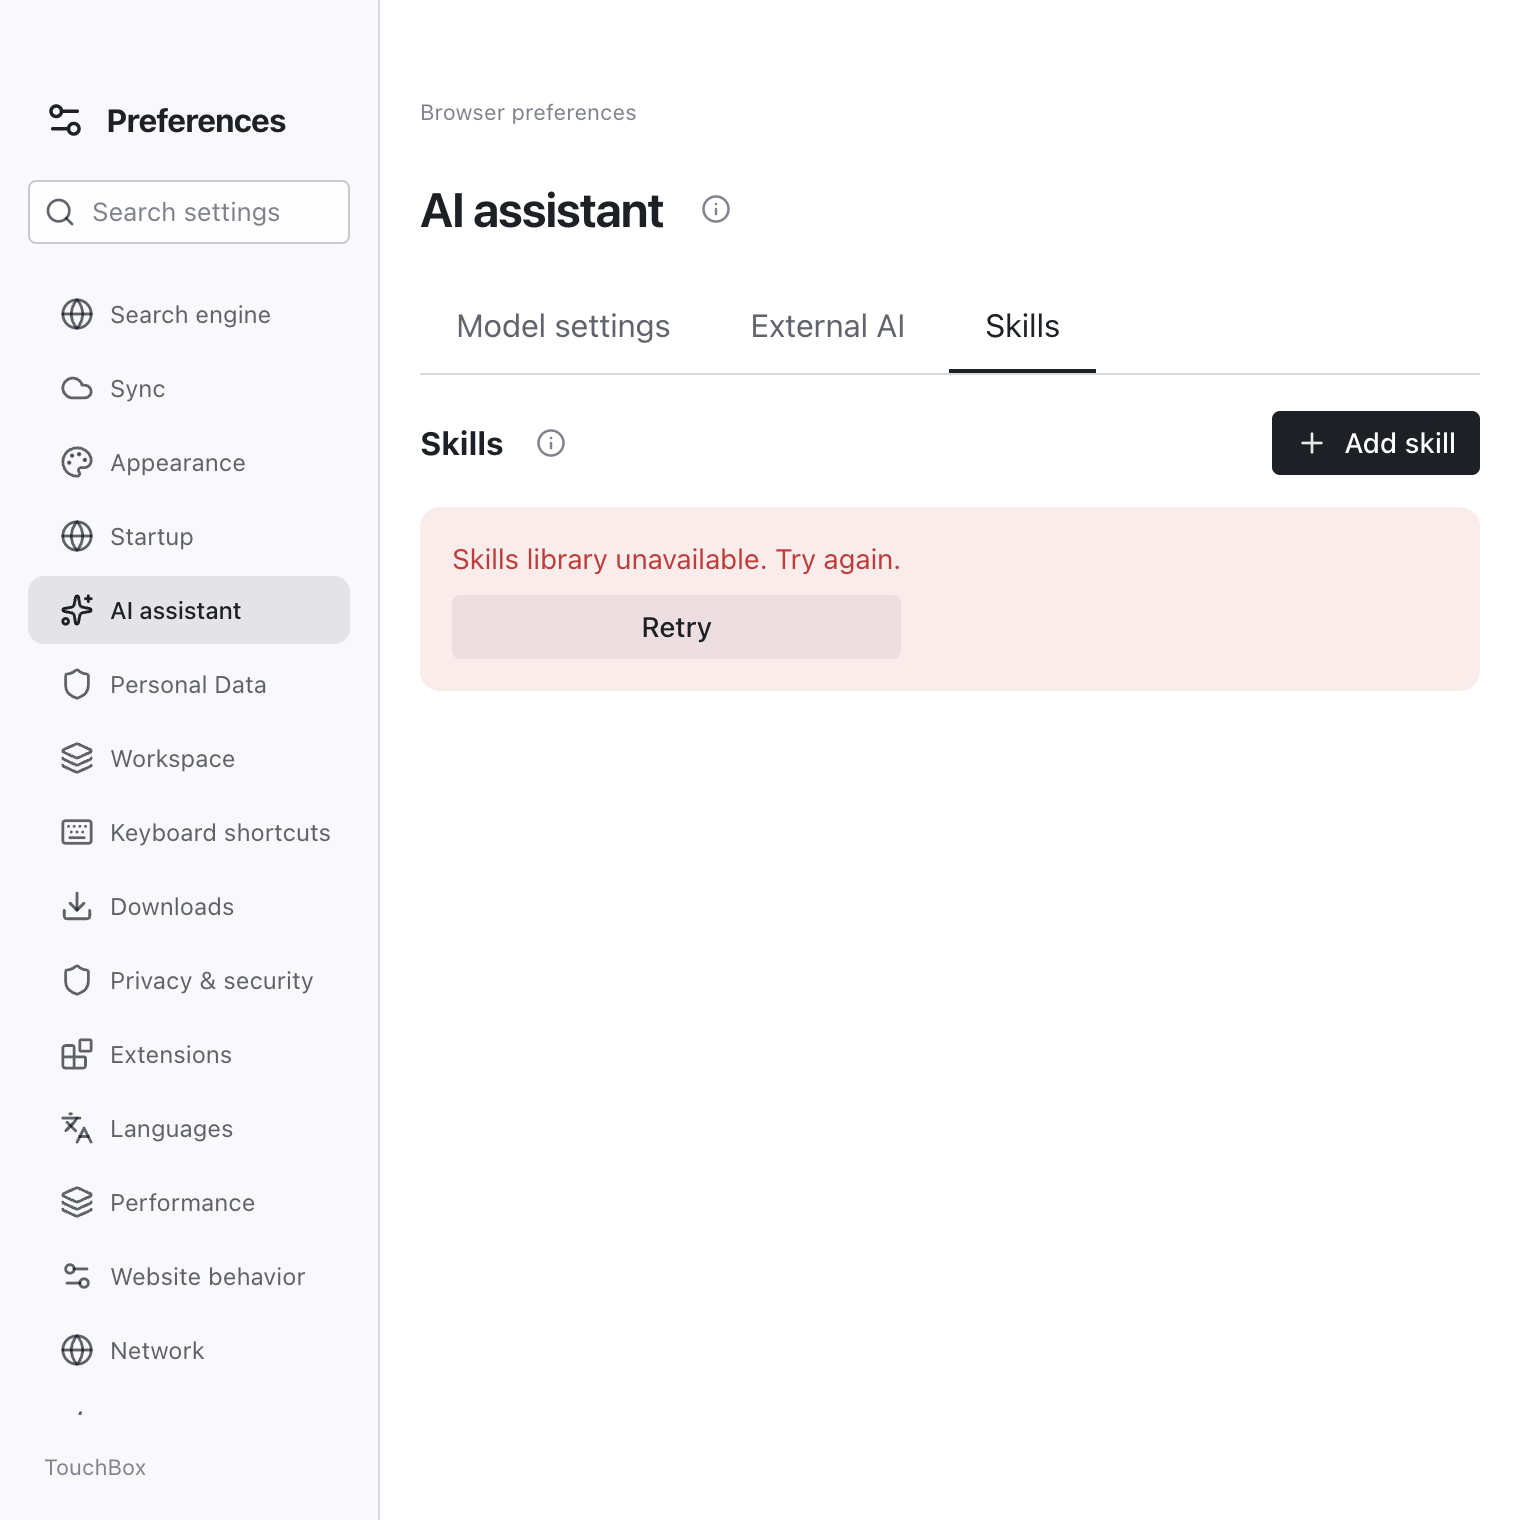 Preferences
Search settings
Search engine
Sync
Appearance
Startup
AI assistant
Personal Data
Workspace
Keyboard shortcuts
Downloads
Privacy & security
Extensions
Languages
Performance
Website behavior
Network
TouchBox
Browser preferences
AI assistant
Model settings
External AI
Skills
Skills
Add skill
Skills library unavailable. Try again.
Retry